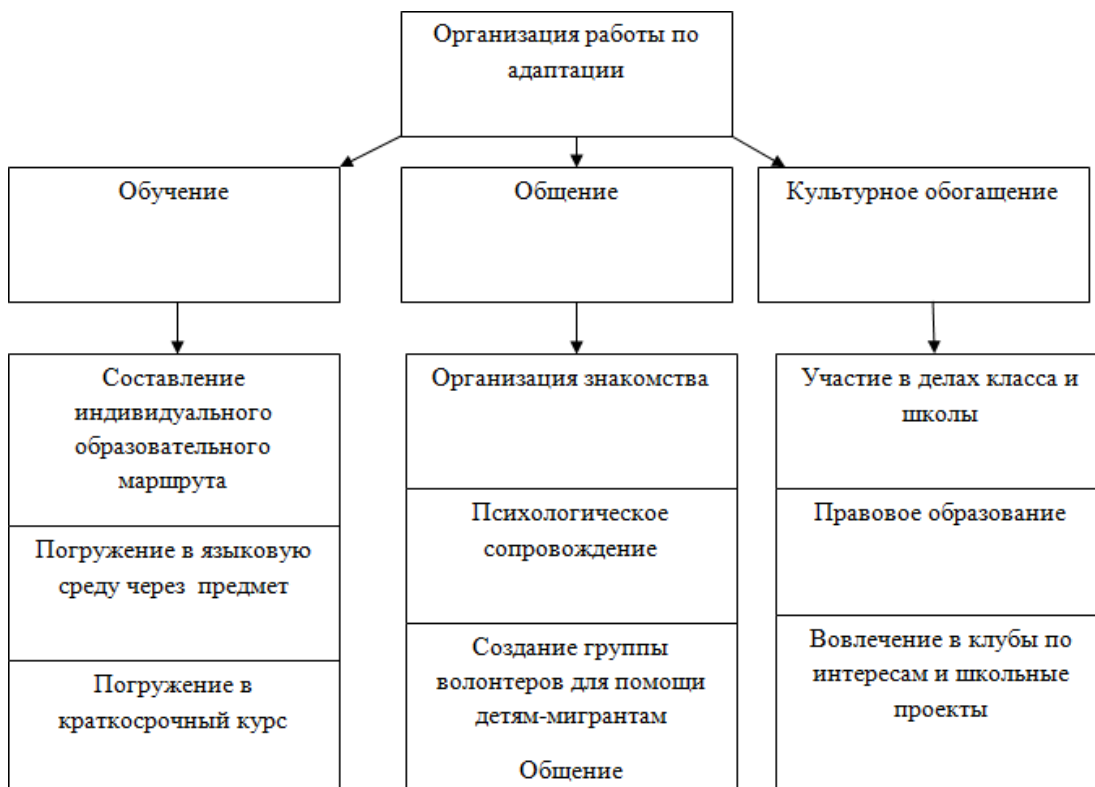 Организация работы по
адаптации
Обучение
Общение
Культурное обогащение
Составление
индивидуального
образовательного
маршрута
Погружение в языковую
среду через предмет
Погружение в
краткосрочный курс
Организация знакомства
Психологическое
сопровождение
Создание группы
волонтеров для помощи
детям-мигрантам
Общение
Участие в делах класса и
школы
Правовое образование
Вовлечение в клубы по
интересам и школьные
проекты